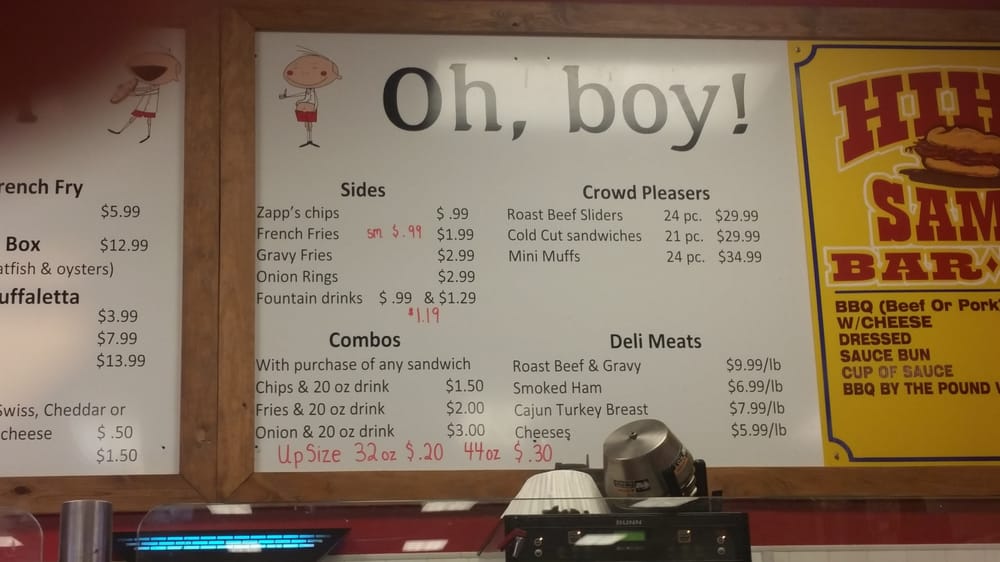 rench Fry
$5.99
Box $12.99
atfish & oysters)
uffaletta
$3.99
$7.99
$13.99
Swiss, Cheddar or
cheese $ .50
$1.50
Oh, boy!
Sides
Zapp's chips $ .99
French Fries sm $.99 $1.99
Gravy Fries $2.99
Onion Rings $2.99
Fountain drinks $ .99 & $1.29
$1.19
Combos
With purchase of any sandwich
Chips & 20 oz drink $1.50
Fries & 20 oz drink $2.00
Onion & 20 oz drink $3.00
UpSize 32oz $.20 44oz $.30
Crowd Pleasers
Roast Beef Sliders 24 pc. $29.99
Cold Cut sandwiches 21 pc. $29.99
Mini Muffs 24 pc. $34.99
Deli Meats
Roast Beef & Gravy $9.99/lb
Smoked Ham $6.99/lb
Cajun Turkey Breast $7.99/lb
Cheeses $5.99/lb
SAM
BAR
BBQ (Beef Or Pork)
W/CHEESE
DRESSED
SAUCE BUN
CUP OF SAUCE
BBQ BY THE POUND
BUNN